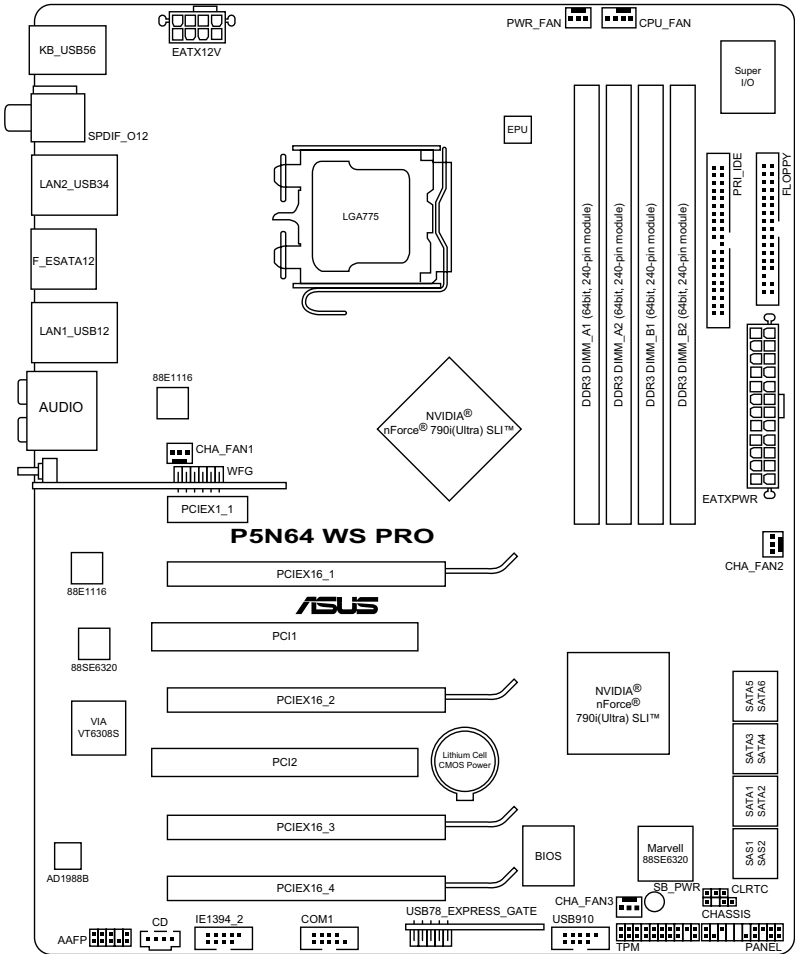 PWR_FAN
CPU_FAN
KB_USB56
EATX12V
Super
I/O
SPDIF_O12
EPU
LAN2_USB34
LGA775
PRI_IDE
FLOPPY
DDR3 DIMM_A1 (64bit, 240-pin module)
DDR3 DIMM_A2 (64bit, 240-pin module)
DDR3 DIMM_B1 (64bit, 240-pin module)
DDR3 DIMM_B2 (64bit, 240-pin module)
F_ESATA12
LAN1_USB12
88E1116
AUDIO
NVIDIA®
nForce® 790i(Ultra) SLI™
CHA_FAN1
WFG
EATXPWR
PCIEX1_1
P5N64 WS PRO
CHA_FAN2
PCIEX16_1
88E1116
ASUS
PCI1
88SE6320
NVIDIA®
nForce®
790i(Ultra) SLI™
SATA5
SATA6
PCIEX16_2
VIA
VT6308S
SATA3
SATA4
PCI2
Lithium Cell
CMOS Power
SATA1
SATA2
PCIEX16_3
BIOS
Marvell
88SE6320
SAS1
SAS2
AD1988B
PCIEX16_4
SB_PWR
CLRTC
CHA_FAN3
CHASSIS
USB78_EXPRESS_GATE
AAFP
CD
IE1394_2
COM1
USB910
TPM
PANEL